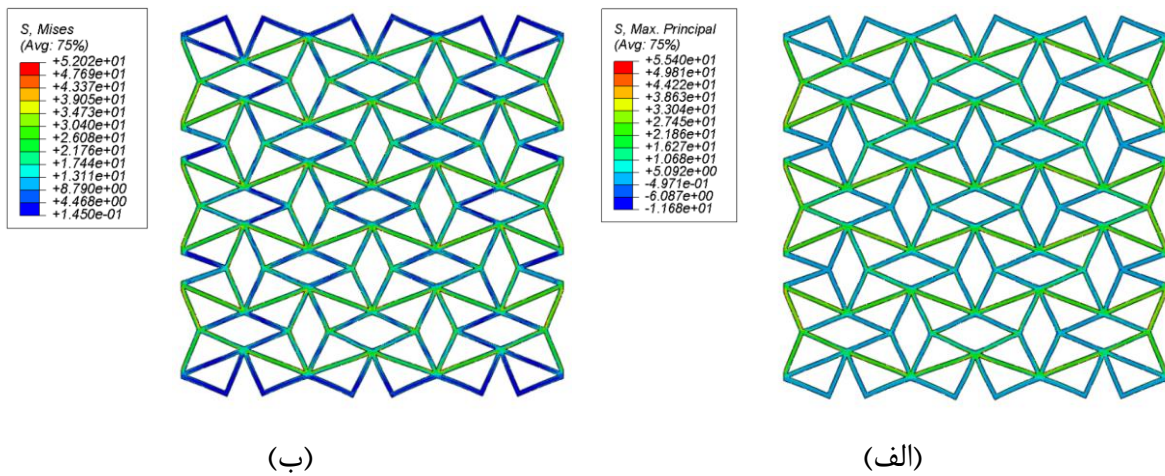 S, Mises
(Avg: 75%)
+5.202e+01
+4.769e+01
+4.337e+01
+3.905e+01
+3.473e+01
+3.040e+01
+2.608e+01
+2.176e+01
+1.744e+01
+1.311e+01
+8.790e+00
+4.468e+00
+1.450e-01
S, Max. Principal
(Avg: 75%)
+5.540e+01
+4.981e+01
+4.422e+01
+3.863e+01
+3.304e+01
+2.745e+01
+2.186e+01
+1.627e+01
+1.068e+01
+5.092e+00
-4.971e-01
-6.087e+00
-1.168e+01
(الف)
(ب)